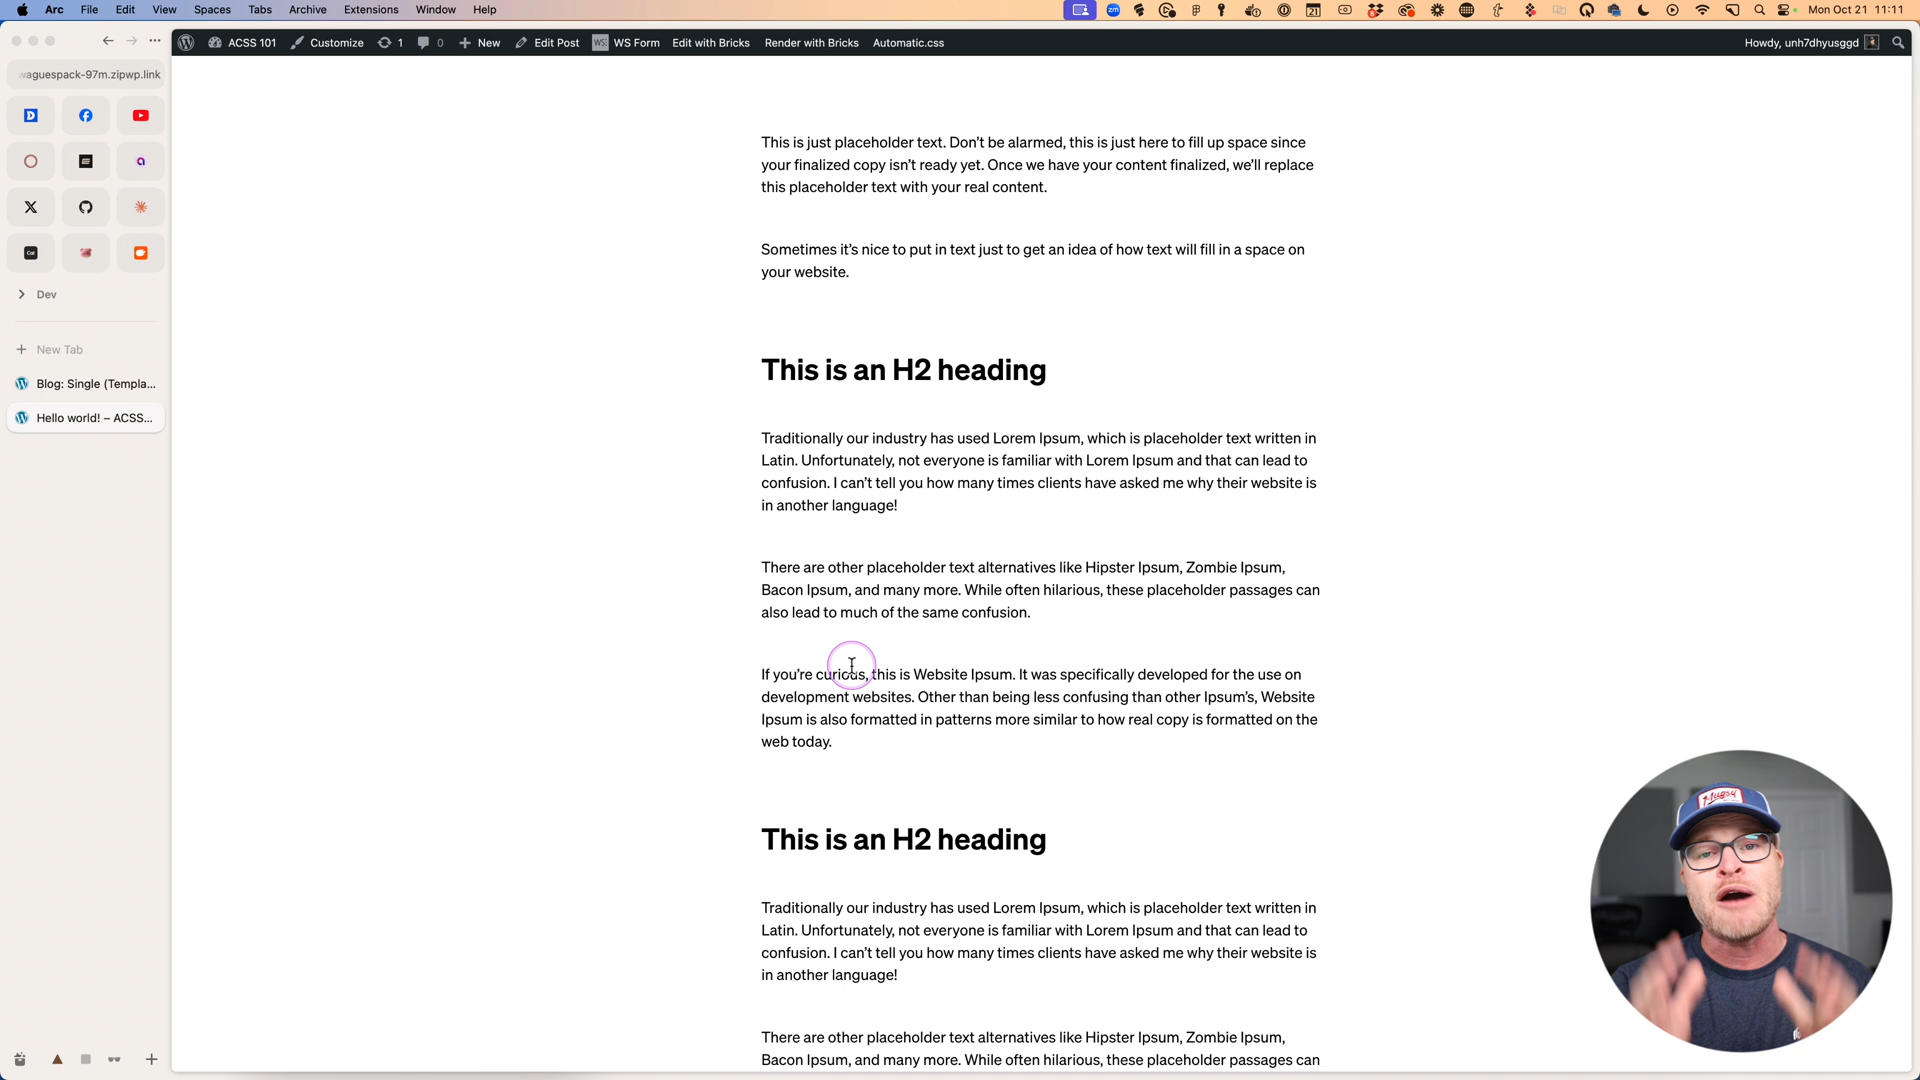 Arc File Edit View Spaces Tabs Archive Extensions Window Help
Mon Oct 21 11:11
ACSS 101 Customize 1 0 New Edit Post WS Form Edit with Bricks Render with Bricks Automatic.css
Howdy, unh7dhyusggd
waguespack-97m.zipwp.link
Dev
New Tab
Blog: Single (Templa...
Hello world! – ACSS...
This is just placeholder text. Don’t be alarmed, this is just here to fill up space since
your finalized copy isn’t ready yet. Once we have your content finalized, we’ll replace
this placeholder text with your real content.
Sometimes it’s nice to put in text just to get an idea of how text will fill in a space on
your website.
This is an H2 heading
Traditionally our industry has used Lorem Ipsum, which is placeholder text written in
Latin. Unfortunately, not everyone is familiar with Lorem Ipsum and that can lead to
confusion. I can’t tell you how many times clients have asked me why their website is
in another language!
There are other placeholder text alternatives like Hipster Ipsum, Zombie Ipsum,
Bacon Ipsum, and many more. While often hilarious, these placeholder passages can
also lead to much of the same confusion.
If you’re curious, this is Website Ipsum. It was specifically developed for the use on
development websites. Other than being less confusing than other Ipsum’s, Website
Ipsum is also formatted in patterns more similar to how real copy is formatted on the
web today.
This is an H2 heading
Traditionally our industry has used Lorem Ipsum, which is placeholder text written in
Latin. Unfortunately, not everyone is familiar with Lorem Ipsum and that can lead to
confusion. I can’t tell you how many times clients have asked me why their website is
in another language!
There are other placeholder text alternatives like Hipster Ipsum, Zombie Ipsum,
Bacon Ipsum, and many more. While often hilarious, these placeholder passages can